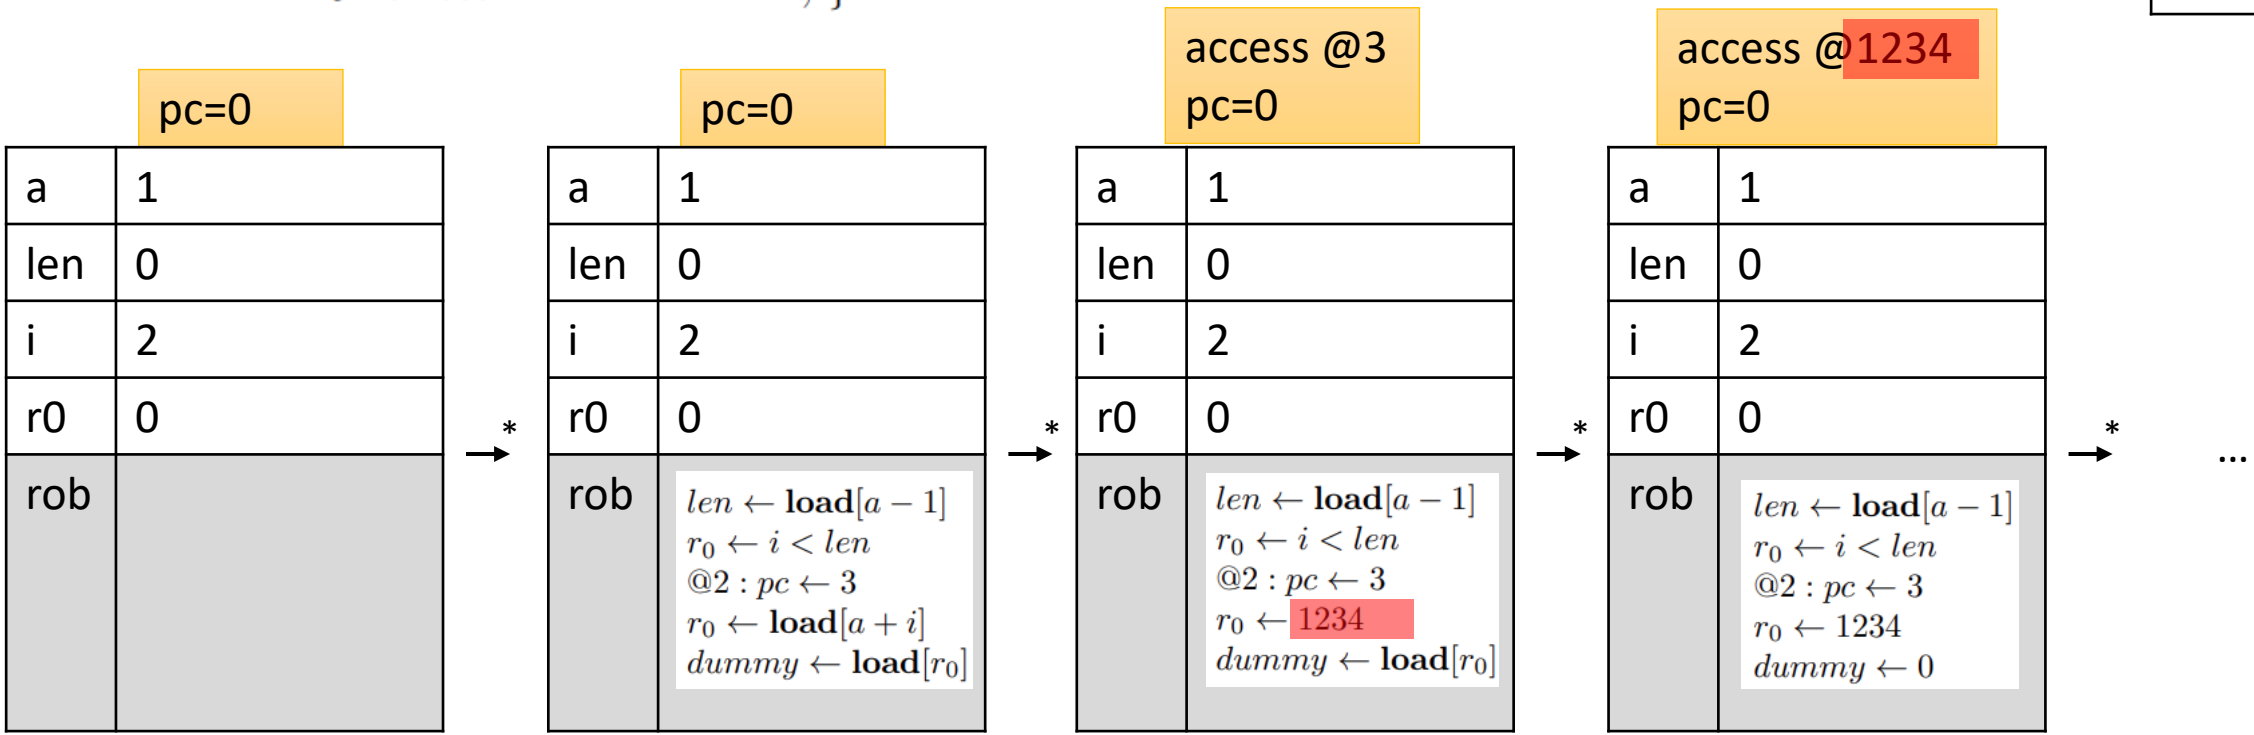 pc=0
a 1
len 0
i 2
r0 0
rob
→*
pc=0
a 1
len 0
i 2
r0 0
rob
len ← load[a − 1]
r₀ ← i < len
@2 : pc ← 3
r₀ ← load[a + i]
dummy ← load[r₀]
→*
access @3
pc=0
a 1
len 0
i 2
r0 0
rob
len ← load[a − 1]
r₀ ← i < len
@2 : pc ← 3
r₀ ← 1234
dummy ← load[r₀]
→*
access @1234
pc=0
a 1
len 0
i 2
r0 0
rob
len ← load[a − 1]
r₀ ← i < len
@2 : pc ← 3
r₀ ← 1234
dummy ← 0
→*
...